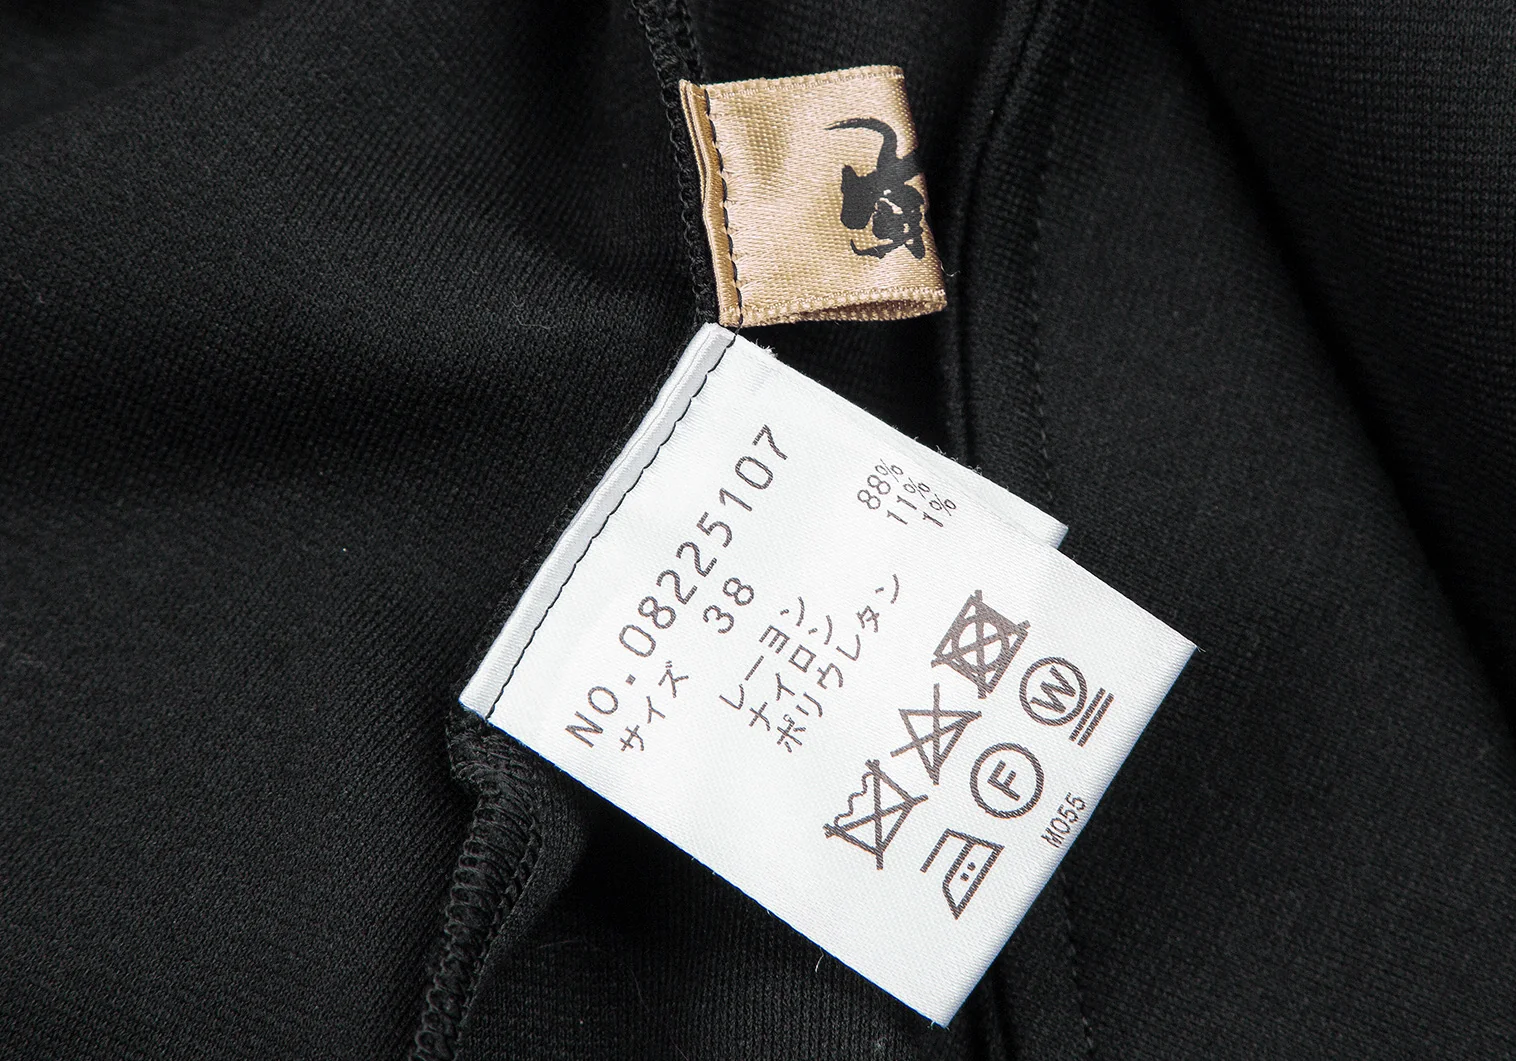 NO.08225107
サイズ 38
レーヨン 88%
ナイロン 11%
ポリウレタン 1%
W
F
M055